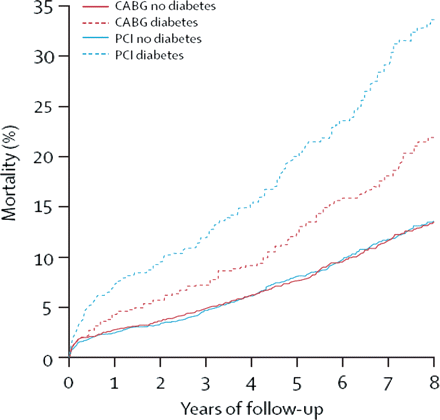 35
30
25
20
15
10
5
0
Mortality (%)
CABG no diabetes
CABG diabetes
PCI no diabetes
PCI diabetes
0 1 2 3 4 5 6 7 8
Years of follow-up